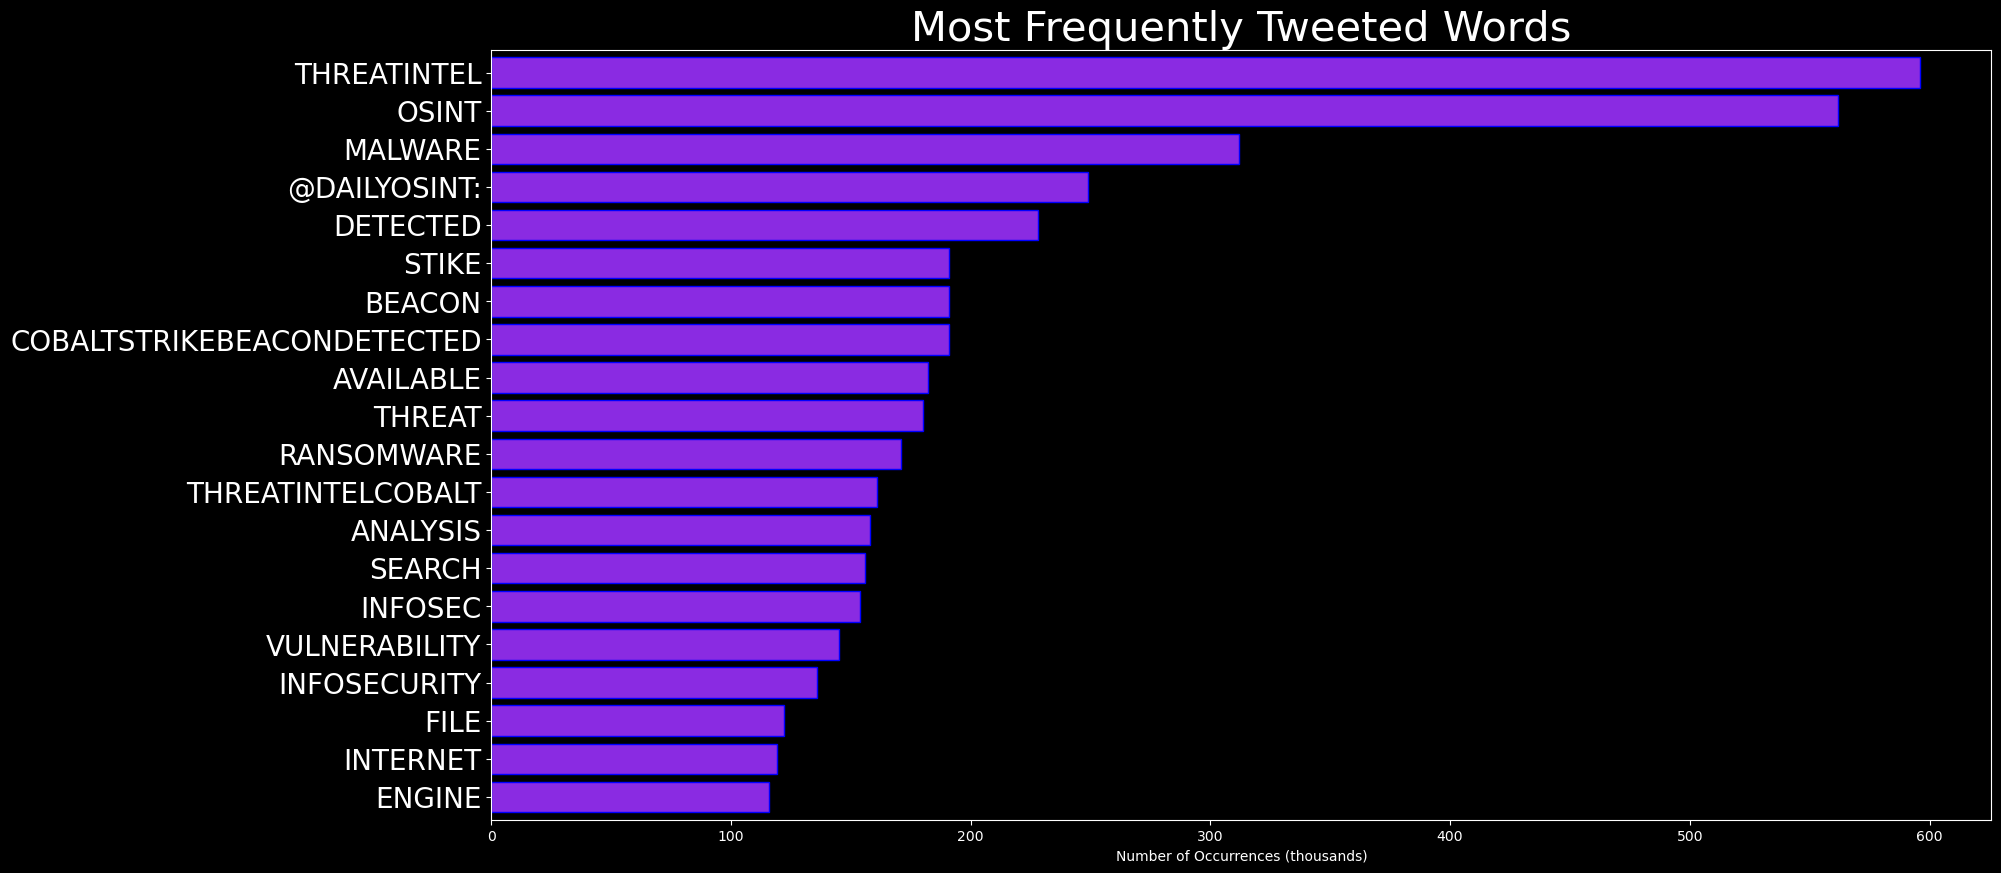 Most Frequently Tweeted Words
THREATINTEL
OSINT
MALWARE
@DAILYOSINT:
DETECTED
STIKE
BEACON
COBALTSTRIKEBEACONDETECTED
AVAILABLE
THREAT
RANSOMWARE
THREATINTELCOBALT
ANALYSIS
SEARCH
INFOSEC
VULNERABILITY
INFOSECURITY
FILE
INTERNET
ENGINE
0 100 200 300 400 500 600
Number of Occurrences (thousands)